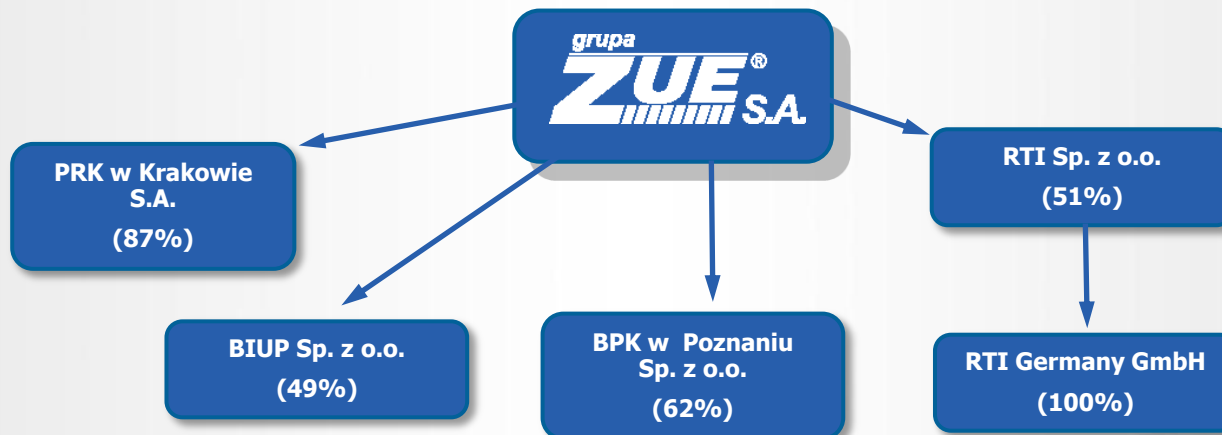 grupa
ZUE® S.A.
PRK w Krakowie
S.A.
(87%)
RTI Sp. z o.o.
(51%)
BIUP Sp. z o.o.
(49%)
BPK w Poznaniu
Sp. z o.o.
(62%)
RTI Germany GmbH
(100%)